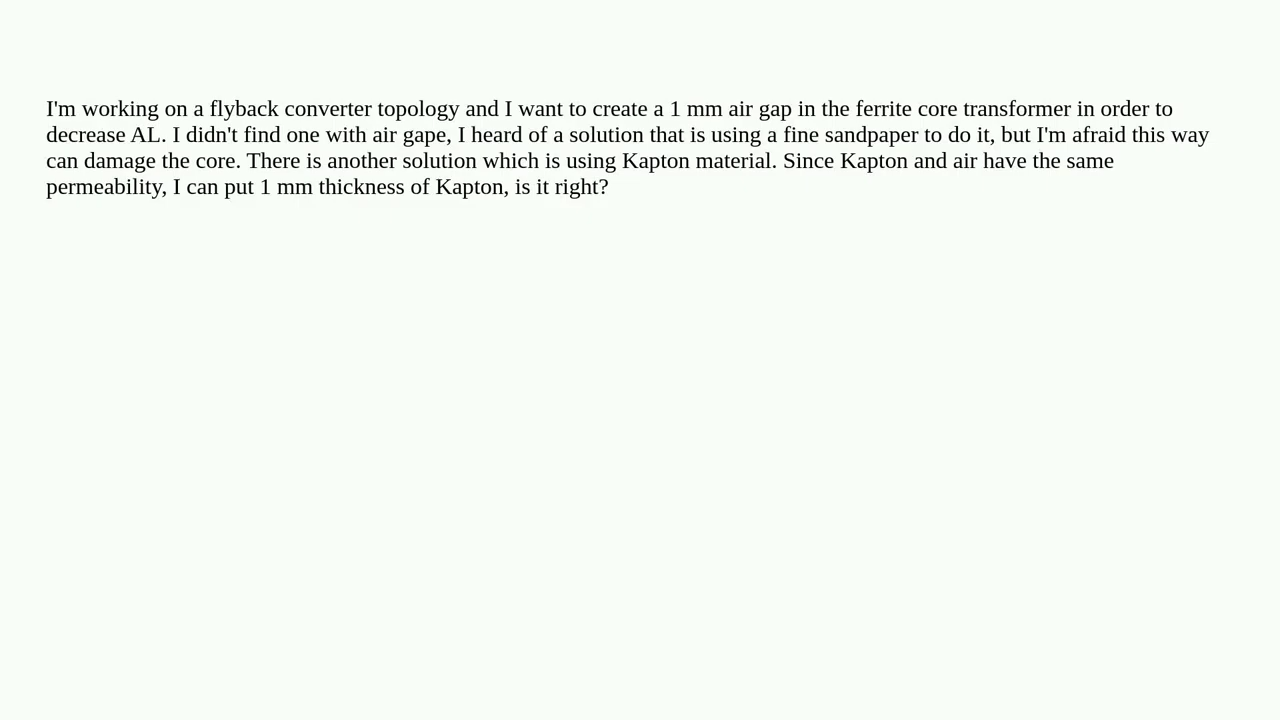 I'm working on a flyback converter topology and I want to create a 1 mm air gap in the ferrite core transformer in order to
decrease AL. I didn't find one with air gape, I heard of a solution that is using a fine sandpaper to do it, but I'm afraid this way
can damage the core. There is another solution which is using Kapton material. Since Kapton and air have the same
permeability, I can put 1 mm thickness of Kapton, is it right?